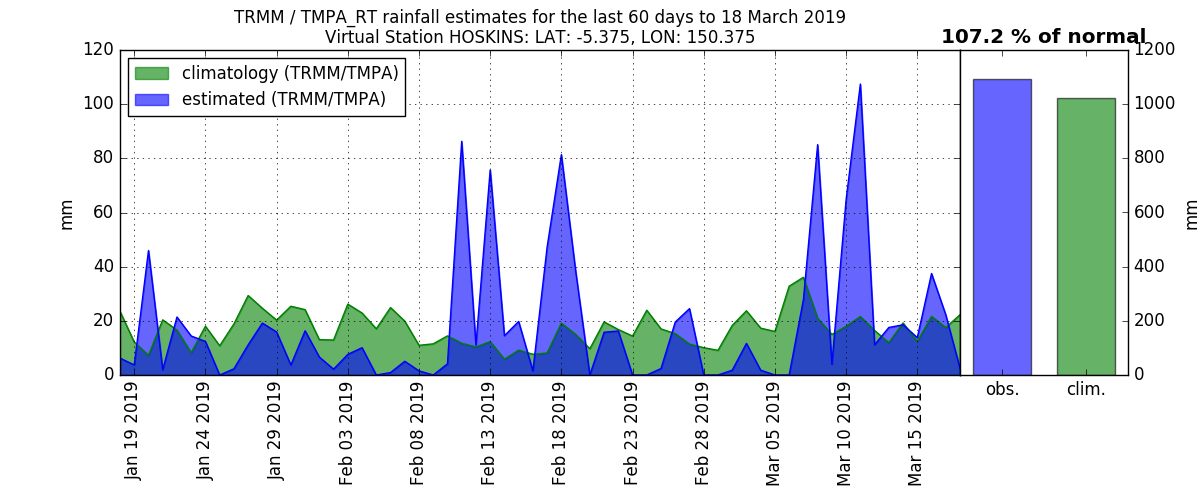 TRMM / TMPA_RT rainfall estimates for the last 60 days to 18 March 2019
Virtual Station HOSKINS: LAT: -5.375, LON: 150.375
107.2 % of normal
climatology (TRMM/TMPA)
estimated (TRMM/TMPA)
mm
120
100
80
60
40
20
0
1200
1000
800
600
400
200
0
mm
obs.
clim.
Jan 19 2019
Jan 24 2019
Jan 29 2019
Feb 03 2019
Feb 08 2019
Feb 13 2019
Feb 18 2019
Feb 23 2019
Feb 28 2019
Mar 05 2019
Mar 10 2019
Mar 15 2019